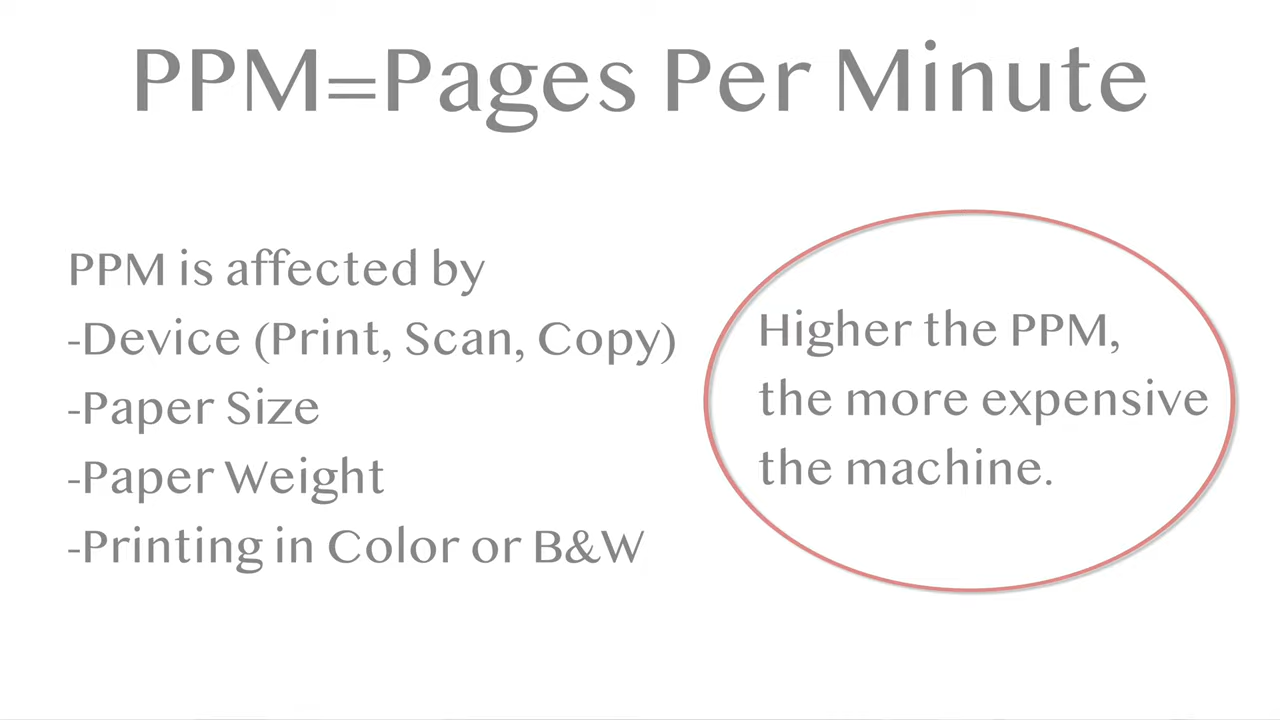 PPM=Pages Per Minute
PPM is affected by
-Device (Print, Scan, Copy)
-Paper Size
-Paper Weight
-Printing in Color or B&W
Higher the PPM,
the more expensive
the machine.